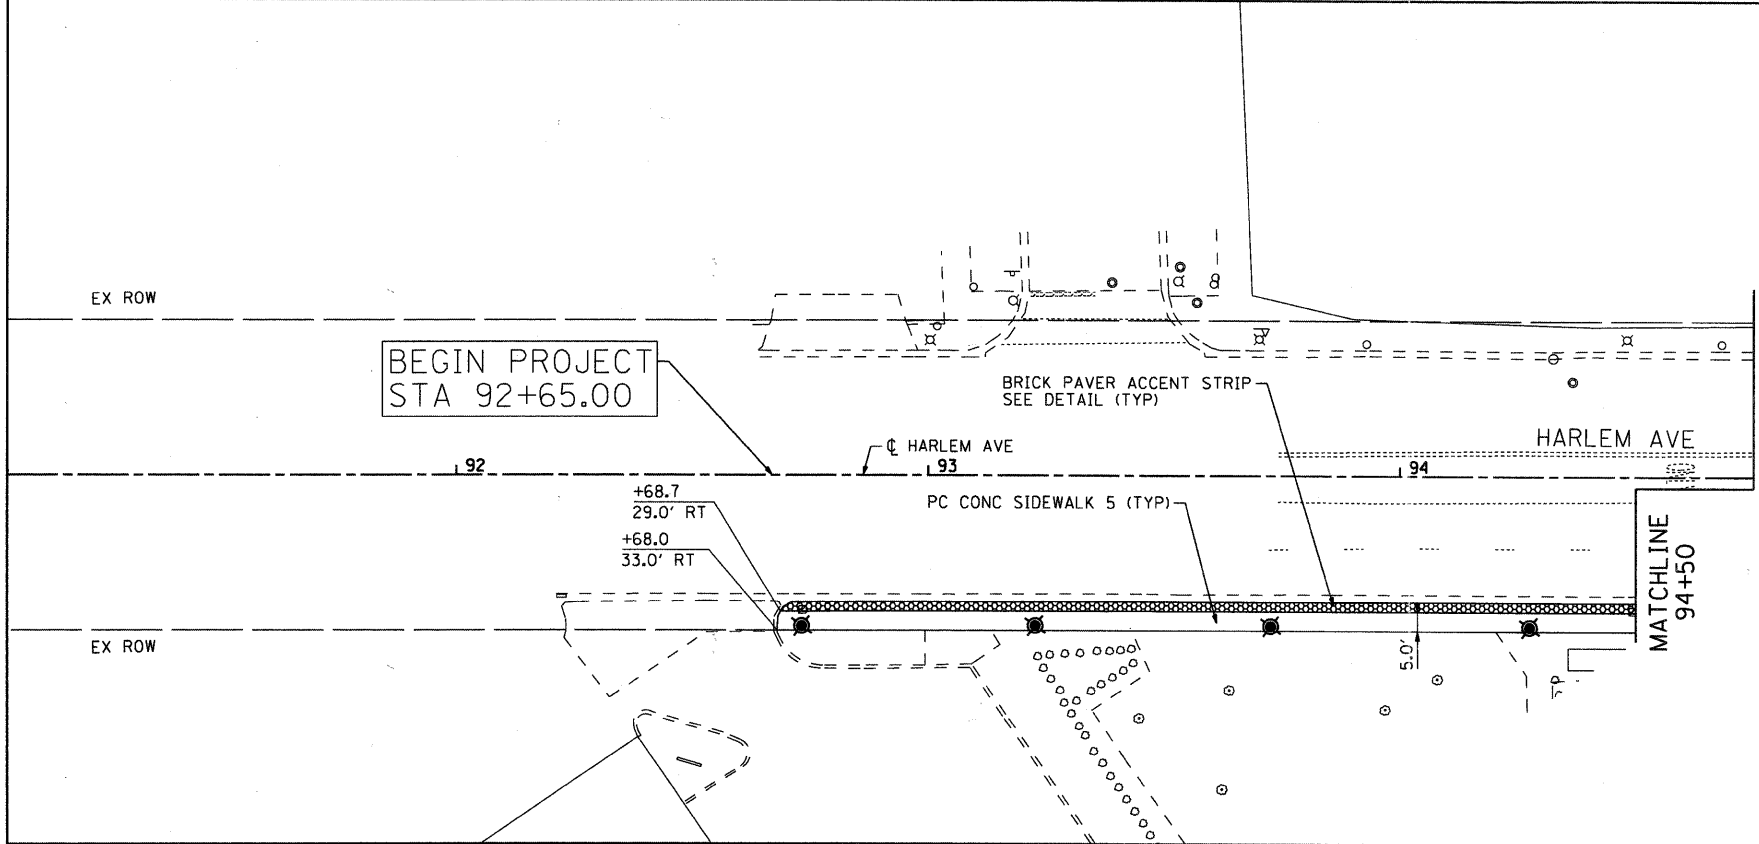 EX ROW
BEGIN PROJECT
STA 92+65.00
BRICK PAVER ACCENT STRIP
SEE DETAIL (TYP)
℄ HARLEM AVE
HARLEM AVE
92
93
94
+68.7
29.0' RT
PC CONC SIDEWALK 5 (TYP)
+68.0
33.0' RT
MATCHLINE
94+50
EX ROW
5.0'